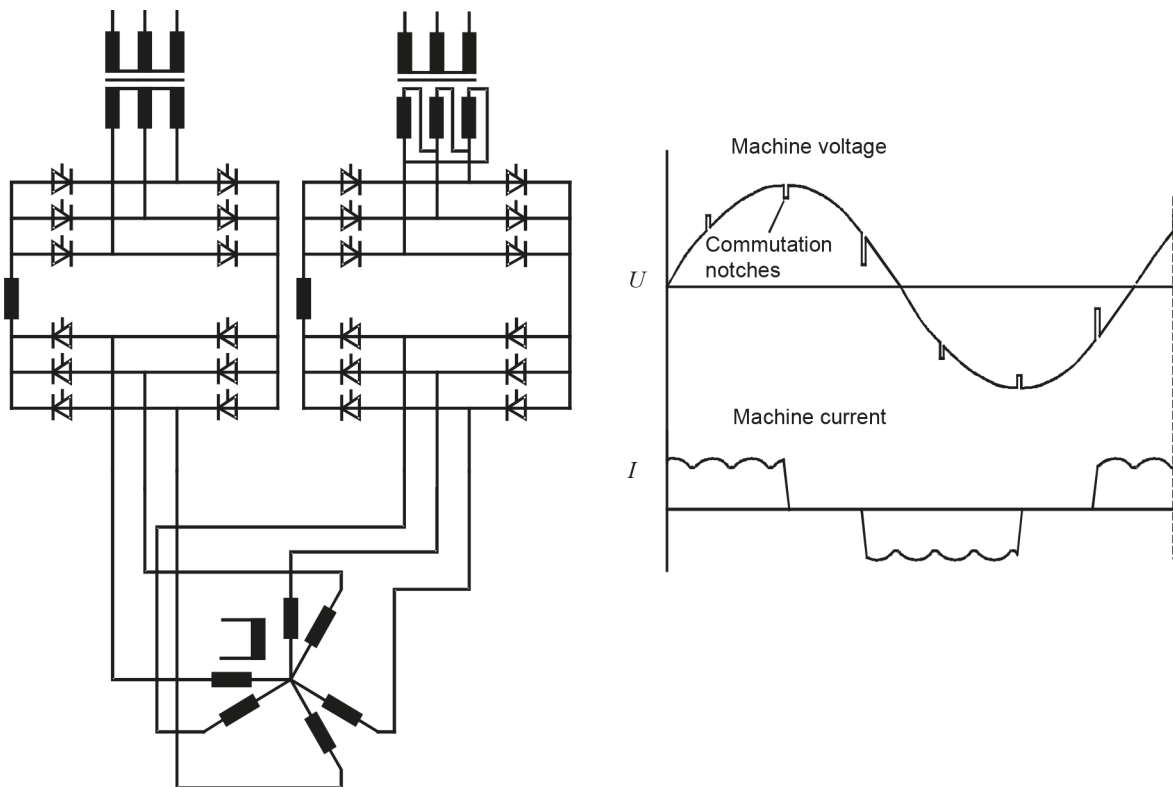 Machine voltage
Commutation
notches
U
Machine current
I